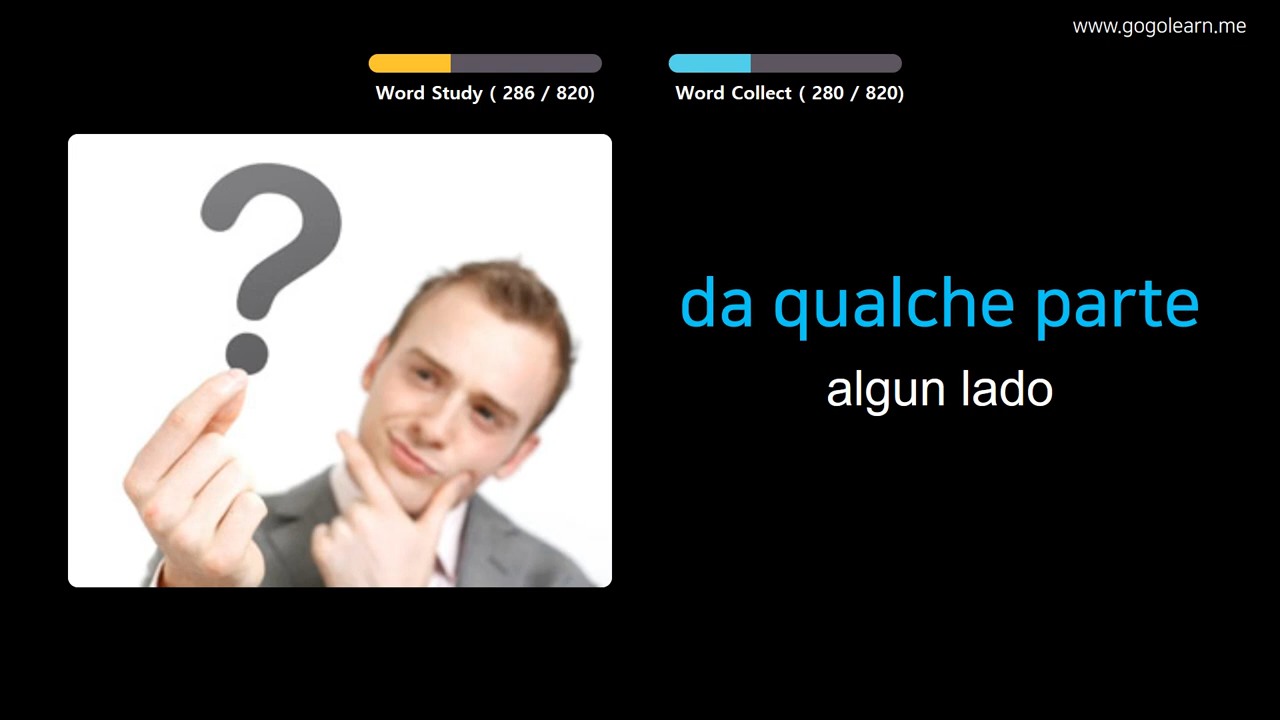 www.gogolearn.me
Word Study ( 286 / 820)
Word Collect ( 280 / 820)
?
da qualche parte
algun lado